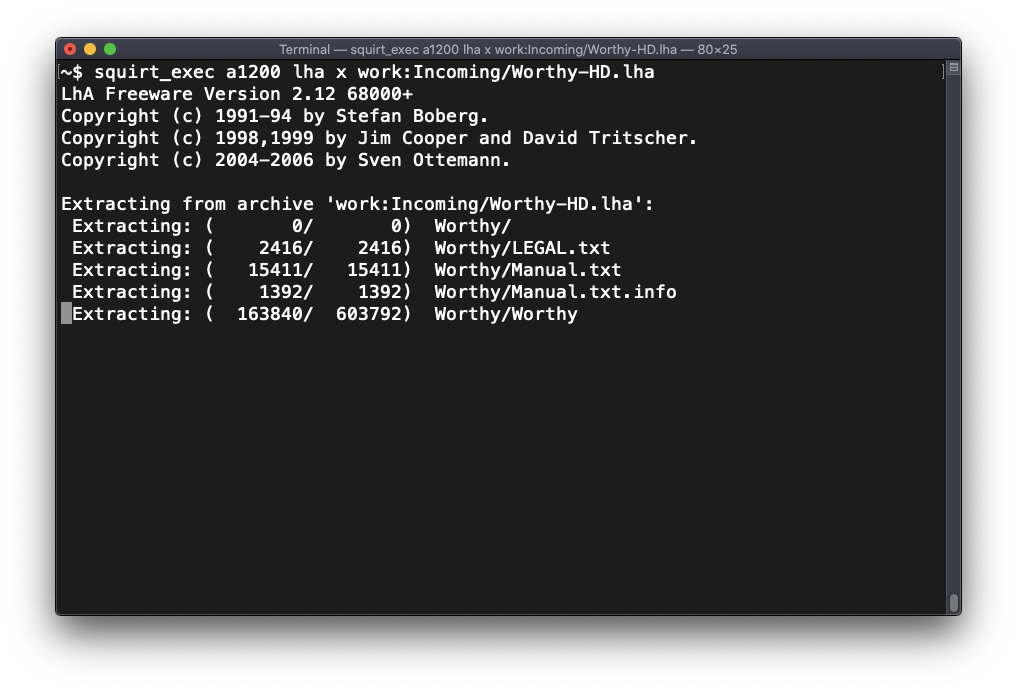 Terminal — squirt_exec a1200 lha x work:Incoming/Worthy-HD.lha — 80×25
~$ squirt_exec a1200 lha x work:Incoming/Worthy-HD.lha
LhA Freeware Version 2.12 68000+
Copyright (c) 1991-94 by Stefan Boberg.
Copyright (c) 1998,1999 by Jim Cooper and David Tritscher.
Copyright (c) 2004-2006 by Sven Ottemann.
Extracting from archive 'work:Incoming/Worthy-HD.lha':
Extracting: (       0/       0)  Worthy/
Extracting: (    2416/    2416)  Worthy/LEGAL.txt
Extracting: (   15411/   15411)  Worthy/Manual.txt
Extracting: (    1392/    1392)  Worthy/Manual.txt.info
Extracting: (  163840/  603792)  Worthy/Worthy